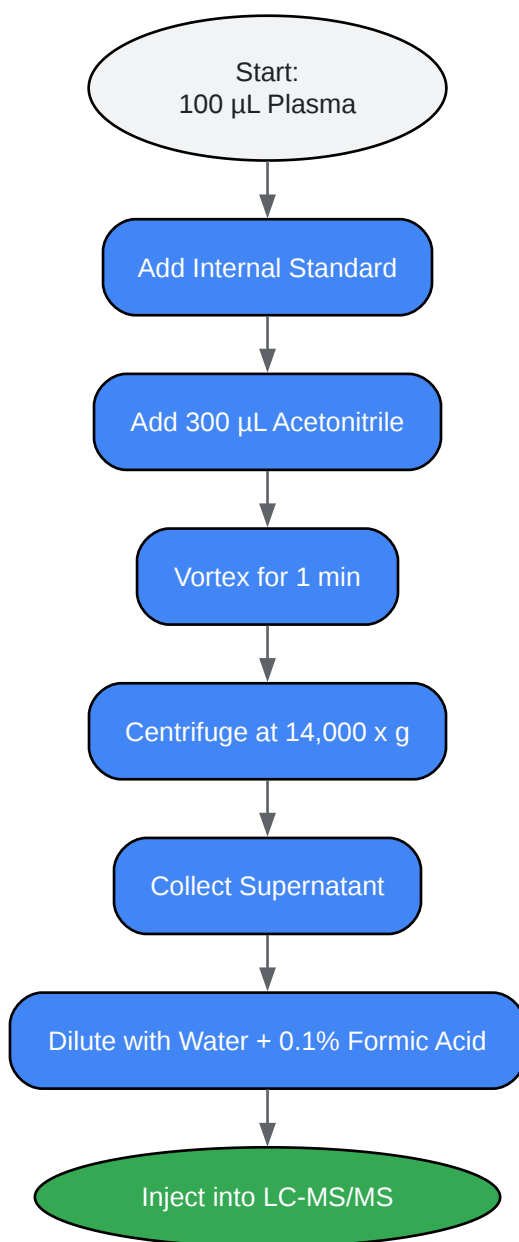 Start:
100 µL Plasma
Add Internal Standard
Add 300 µL Acetonitrile
Vortex for 1 min
Centrifuge at 14,000 x g
Collect Supernatant
Dilute with Water + 0.1% Formic Acid
Inject into LC-MS/MS